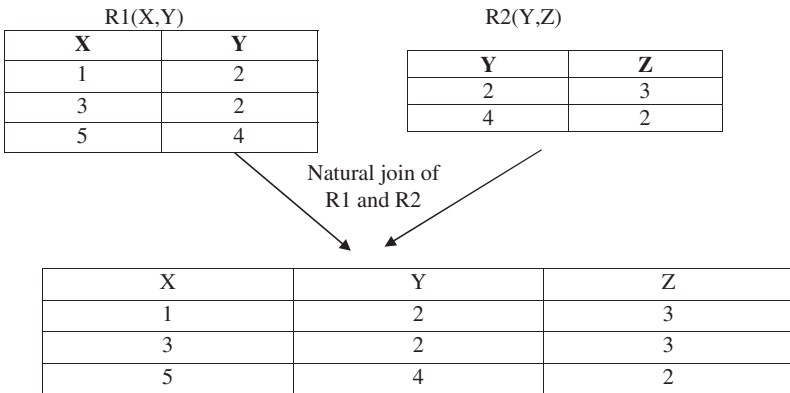 R1(X,Y)
R2(Y,Z)
X Y
1 2
3 2
5 4
Y Z
2 3
4 2
Natural join of
R1 and R2
X Y Z
1 2 3
3 2 3
5 4 2